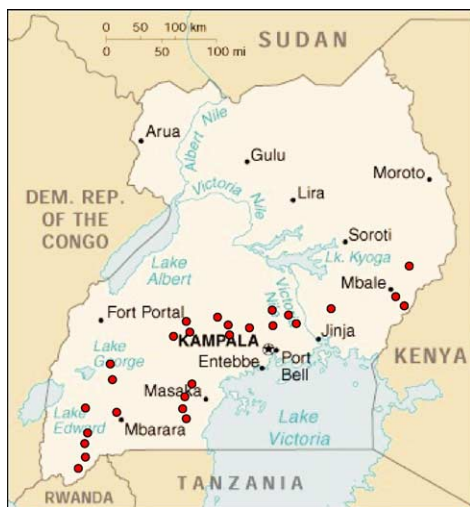 0 50 100 km
0 50 100 mi
SUDAN
Arua
Albert Nile
Gulu
Moroto
DEM. REP.
OF THE
CONGO
Victoria
Nile
Lira
Soroti
Lake
Albert
Lk. Kyoga
Mbale
Fort Portal
Victoria
Nile
KAMPALA
Jinja
Lake
George
Entebbe
Port
Bell
KENYA
Masaka
Lake
Edward
Mbarara
Lake
Victoria
TANZANIA
RWANDA